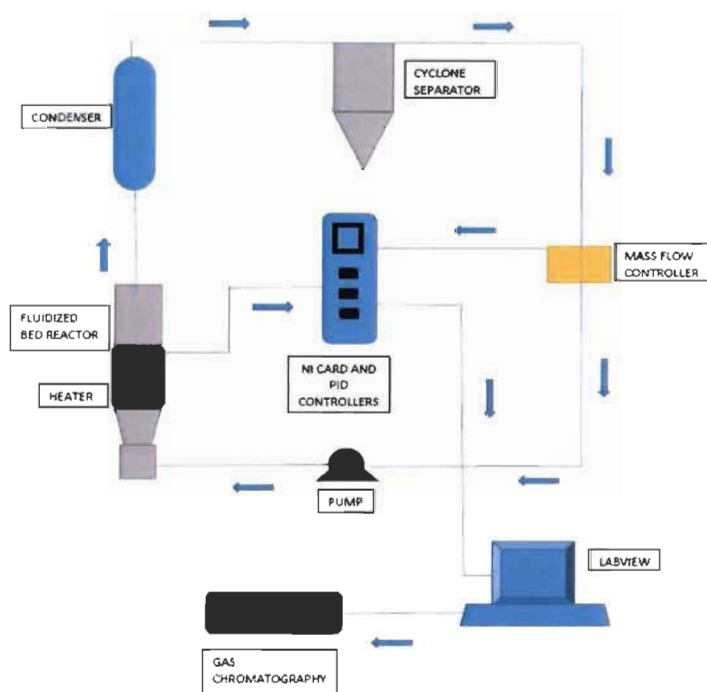 CYCLONE
SEPARATOR
CONDENSER
MASS FLOW
CONTROLLER
FLUIDIZED
BED REACTOR
NI CARD AND
PID
CONTROLLERS
HEATER
PUMP
LABVIEW
GAS
CHROMATOGRAPHY